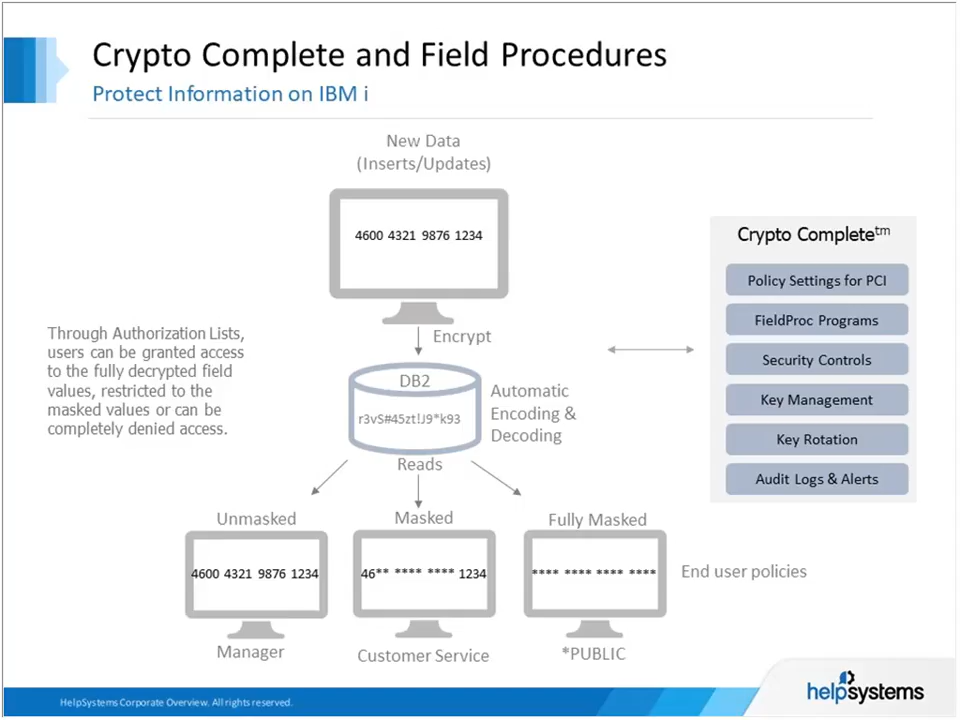 Crypto Complete and Field Procedures
Protect Information on IBM i
New Data
(Inserts/Updates)
4600 4321 9876 1234
Encrypt
Through Authorization Lists,
users can be granted access
to the fully decrypted field
values, restricted to the
masked values or can be
completely denied access.
DB2
r3vS#45zt!J9*k93
Automatic
Encoding &
Decoding
Reads
Unmasked
Masked
Fully Masked
4600 4321 9876 1234
46** **** **** 1234
**** **** **** ****
End user policies
Manager
Customer Service
*PUBLIC
Crypto Completetm
Policy Settings for PCI
FieldProc Programs
Security Controls
Key Management
Key Rotation
Audit Logs & Alerts
HelpSystems Corporate Overview. All rights reserved.
helpsystems